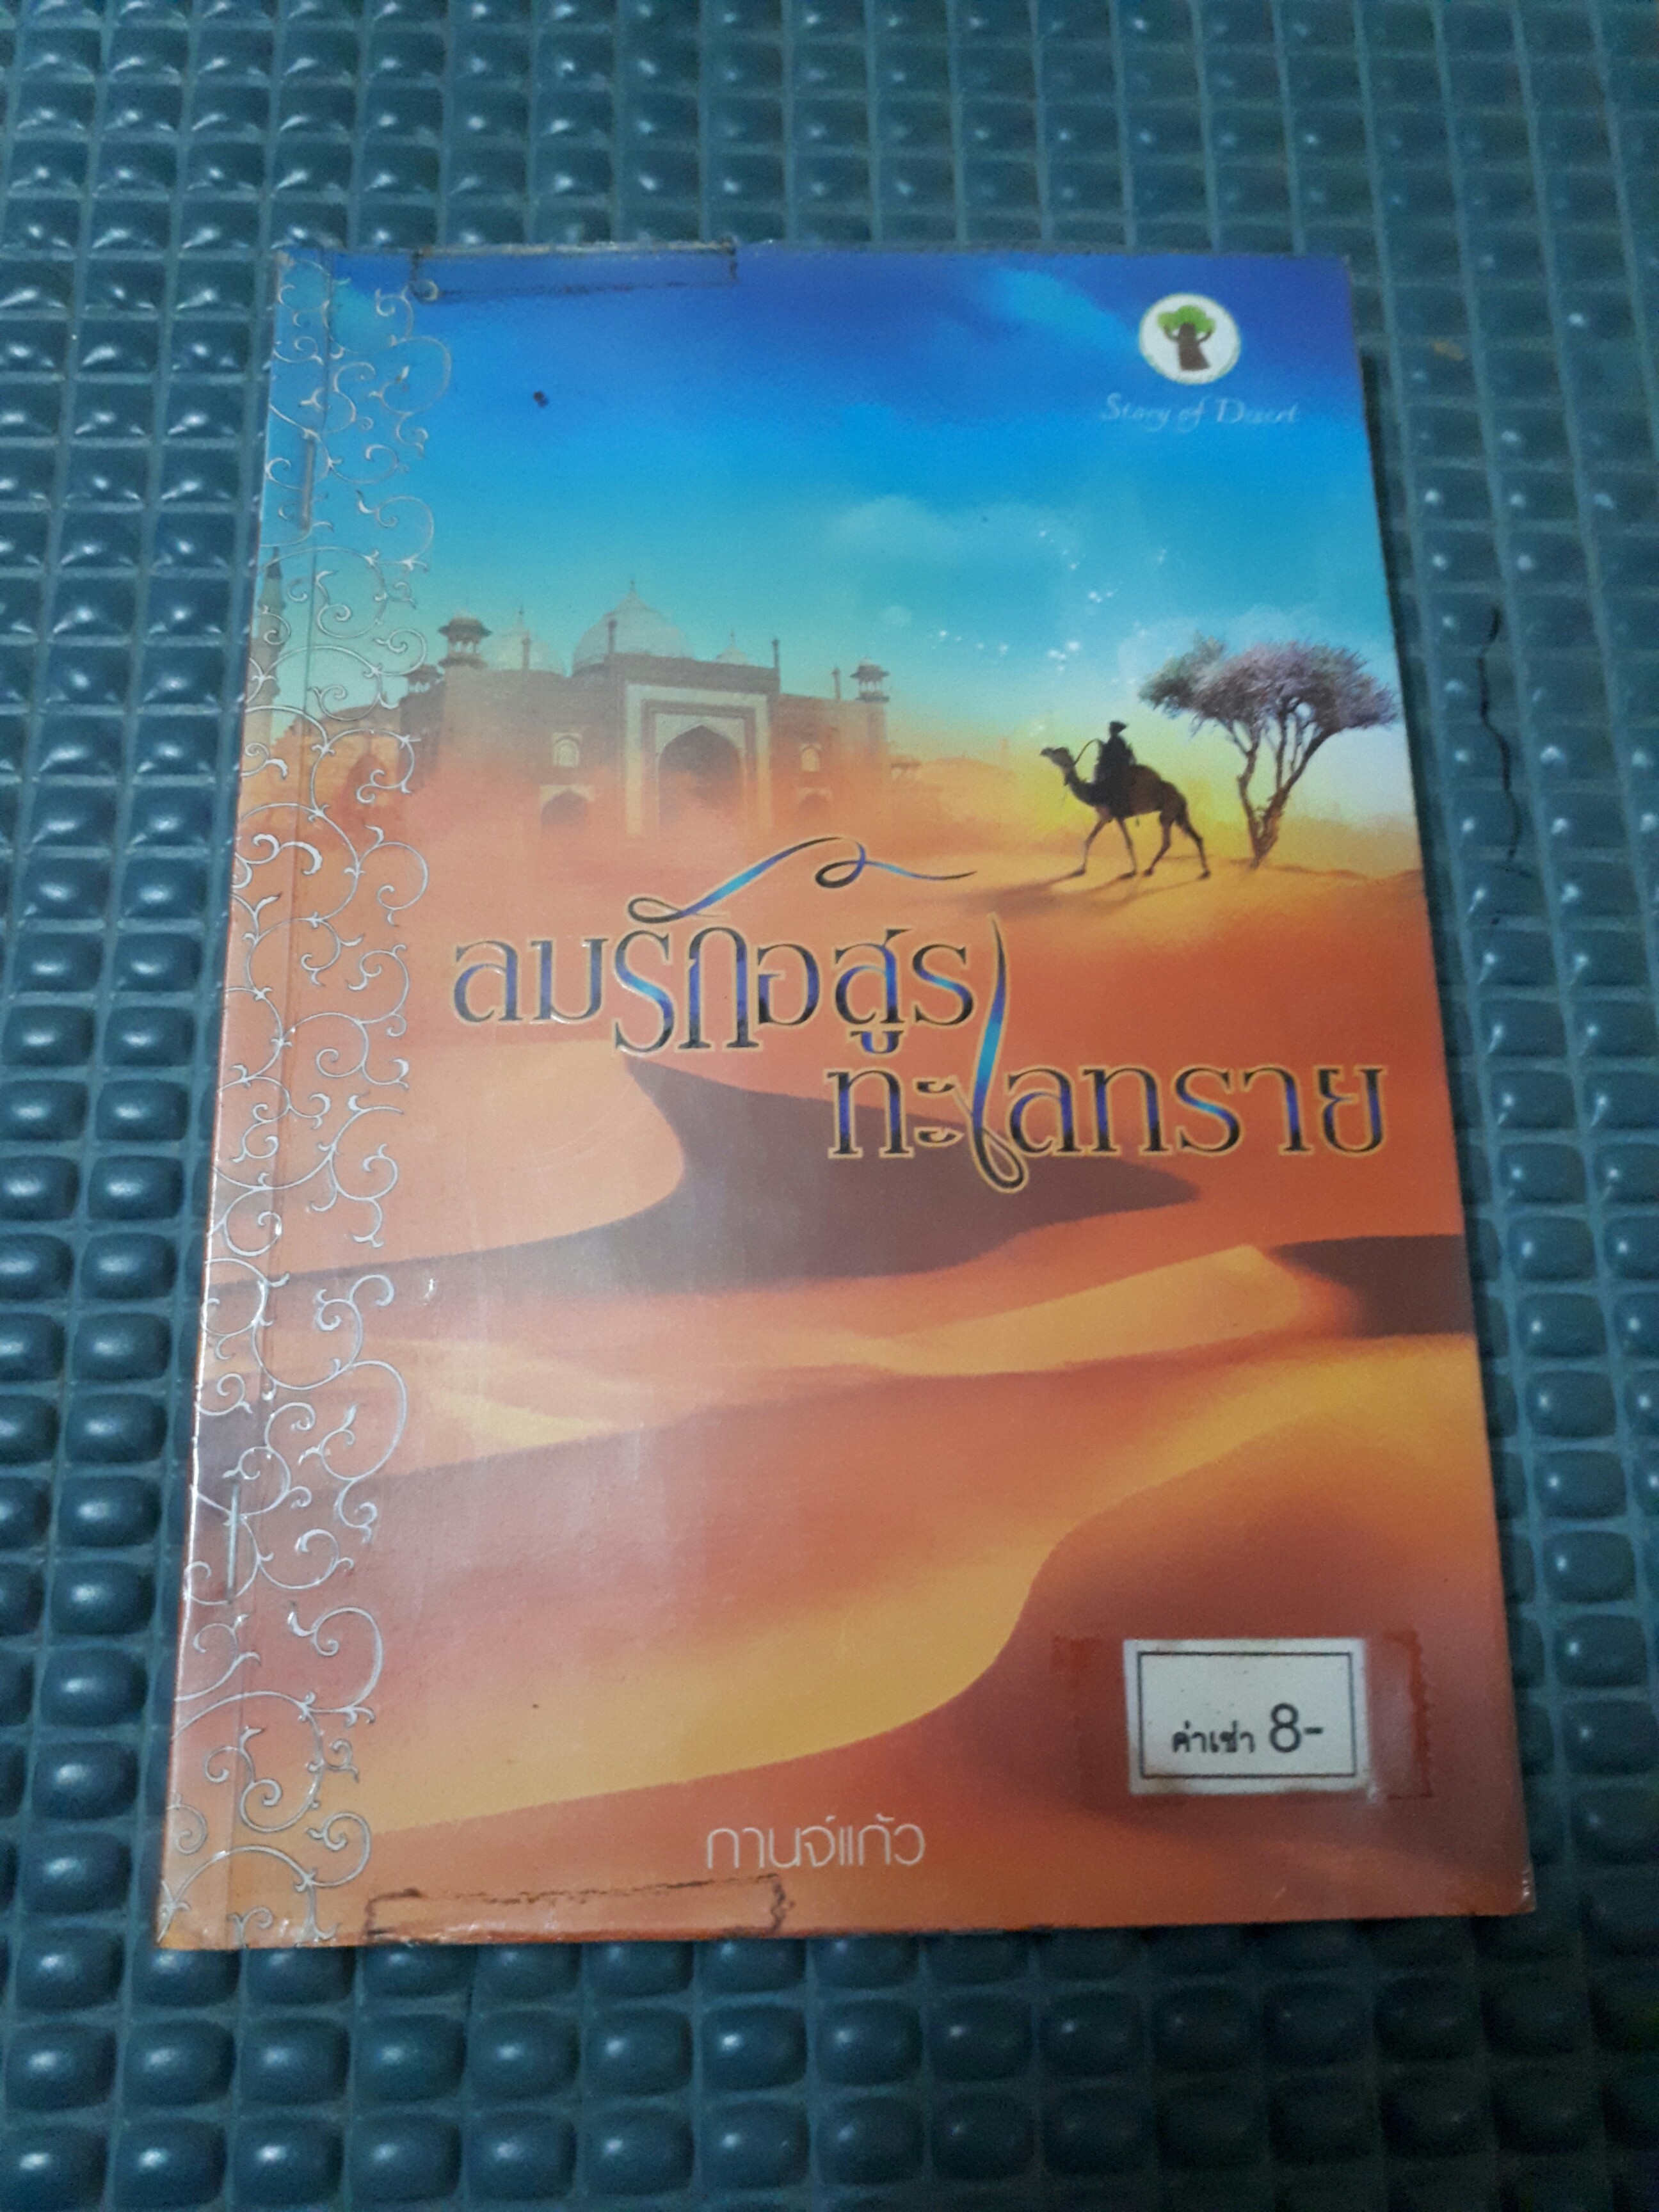 Story of Desert
ลมรักอสูร
ทะเลทราย
ค่าเช่า 8-
กานจ์แก้ว